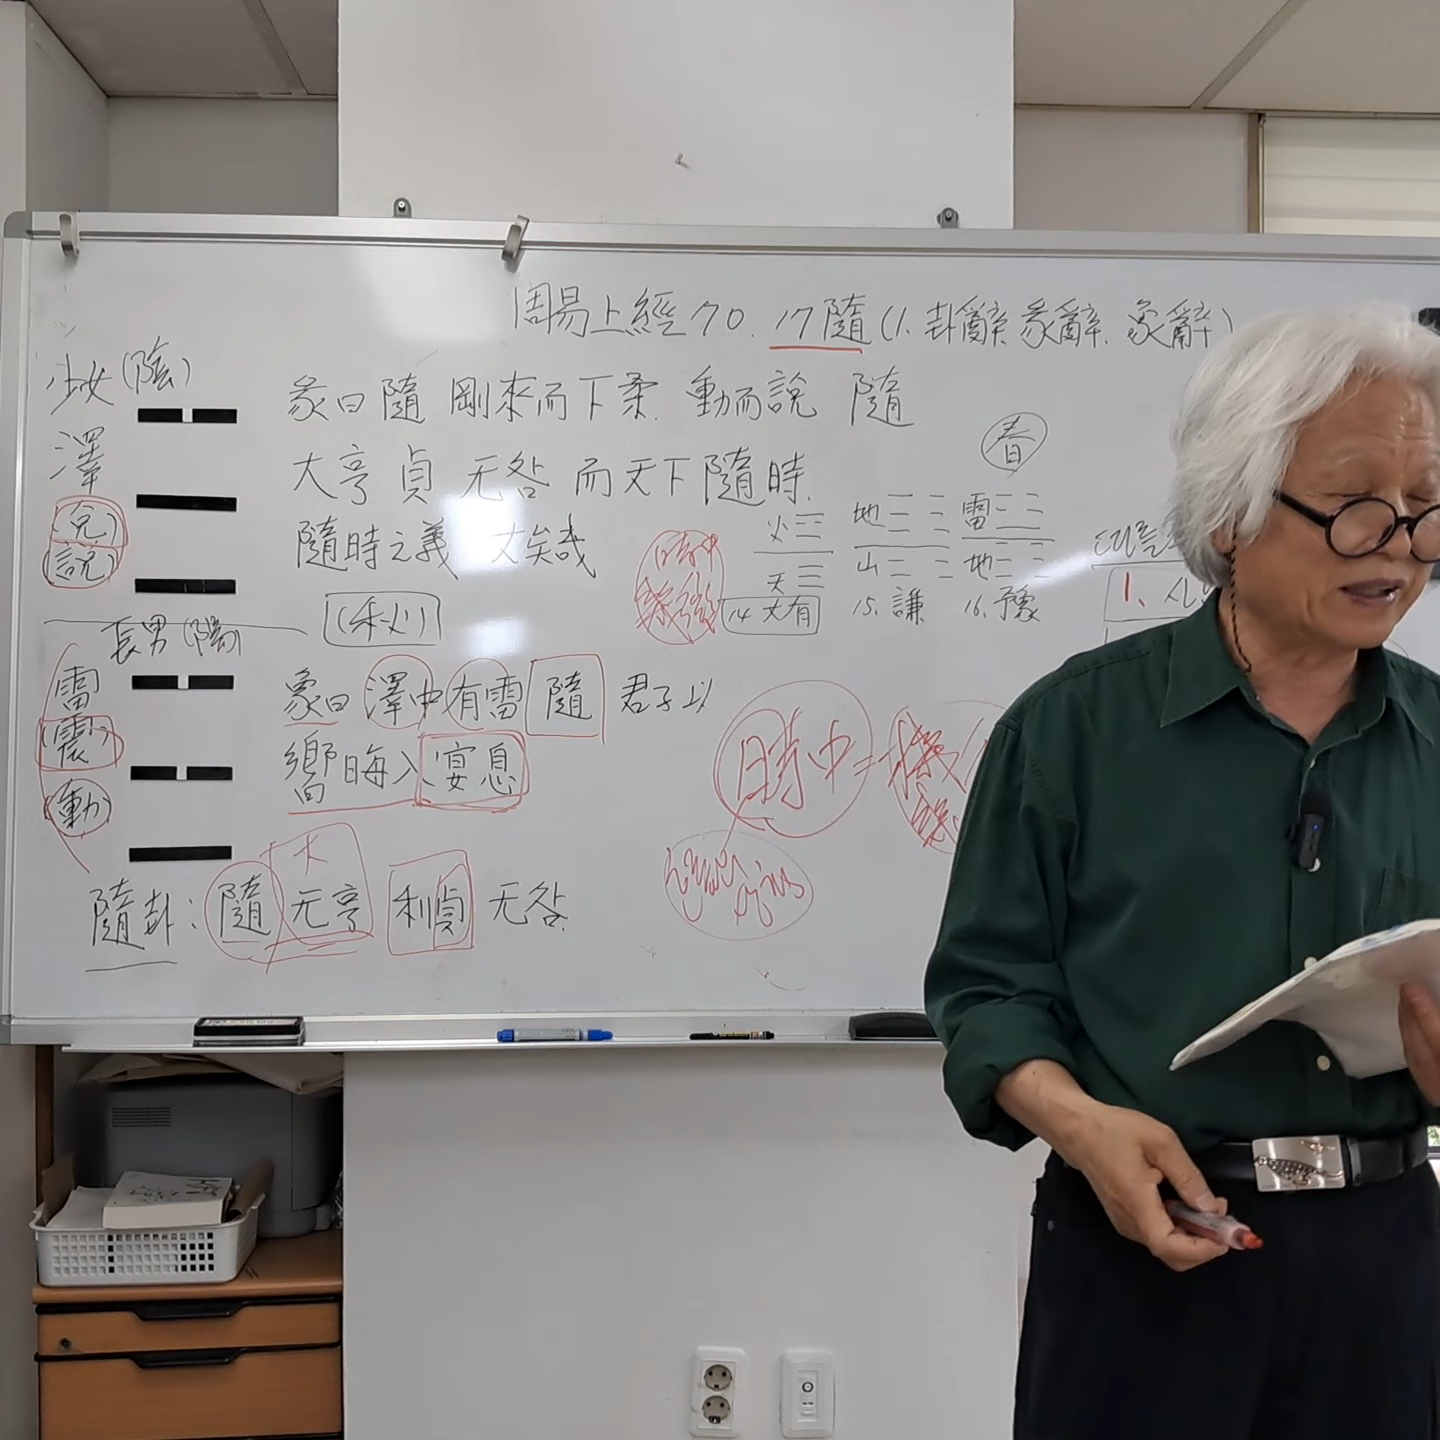 周易上經70. 17隨(1. 卦辭. 彖辭. 象辭)
少女(陰)
澤
(兌)
說
長男(陽)
雷
震
動
彖曰 隨 剛來而下柔. 動而說 隨
大亨 貞 无咎 而天下隨時.
隨時之義 大矣哉
象曰 澤中有雷 隨 君子以
嚮晦入宴息
大
隨卦: 隨 元亨 利貞 无咎.
春
火
天
14 大有
地
山
15. 謙
雷
地
16. 豫
時中
時中=
1.